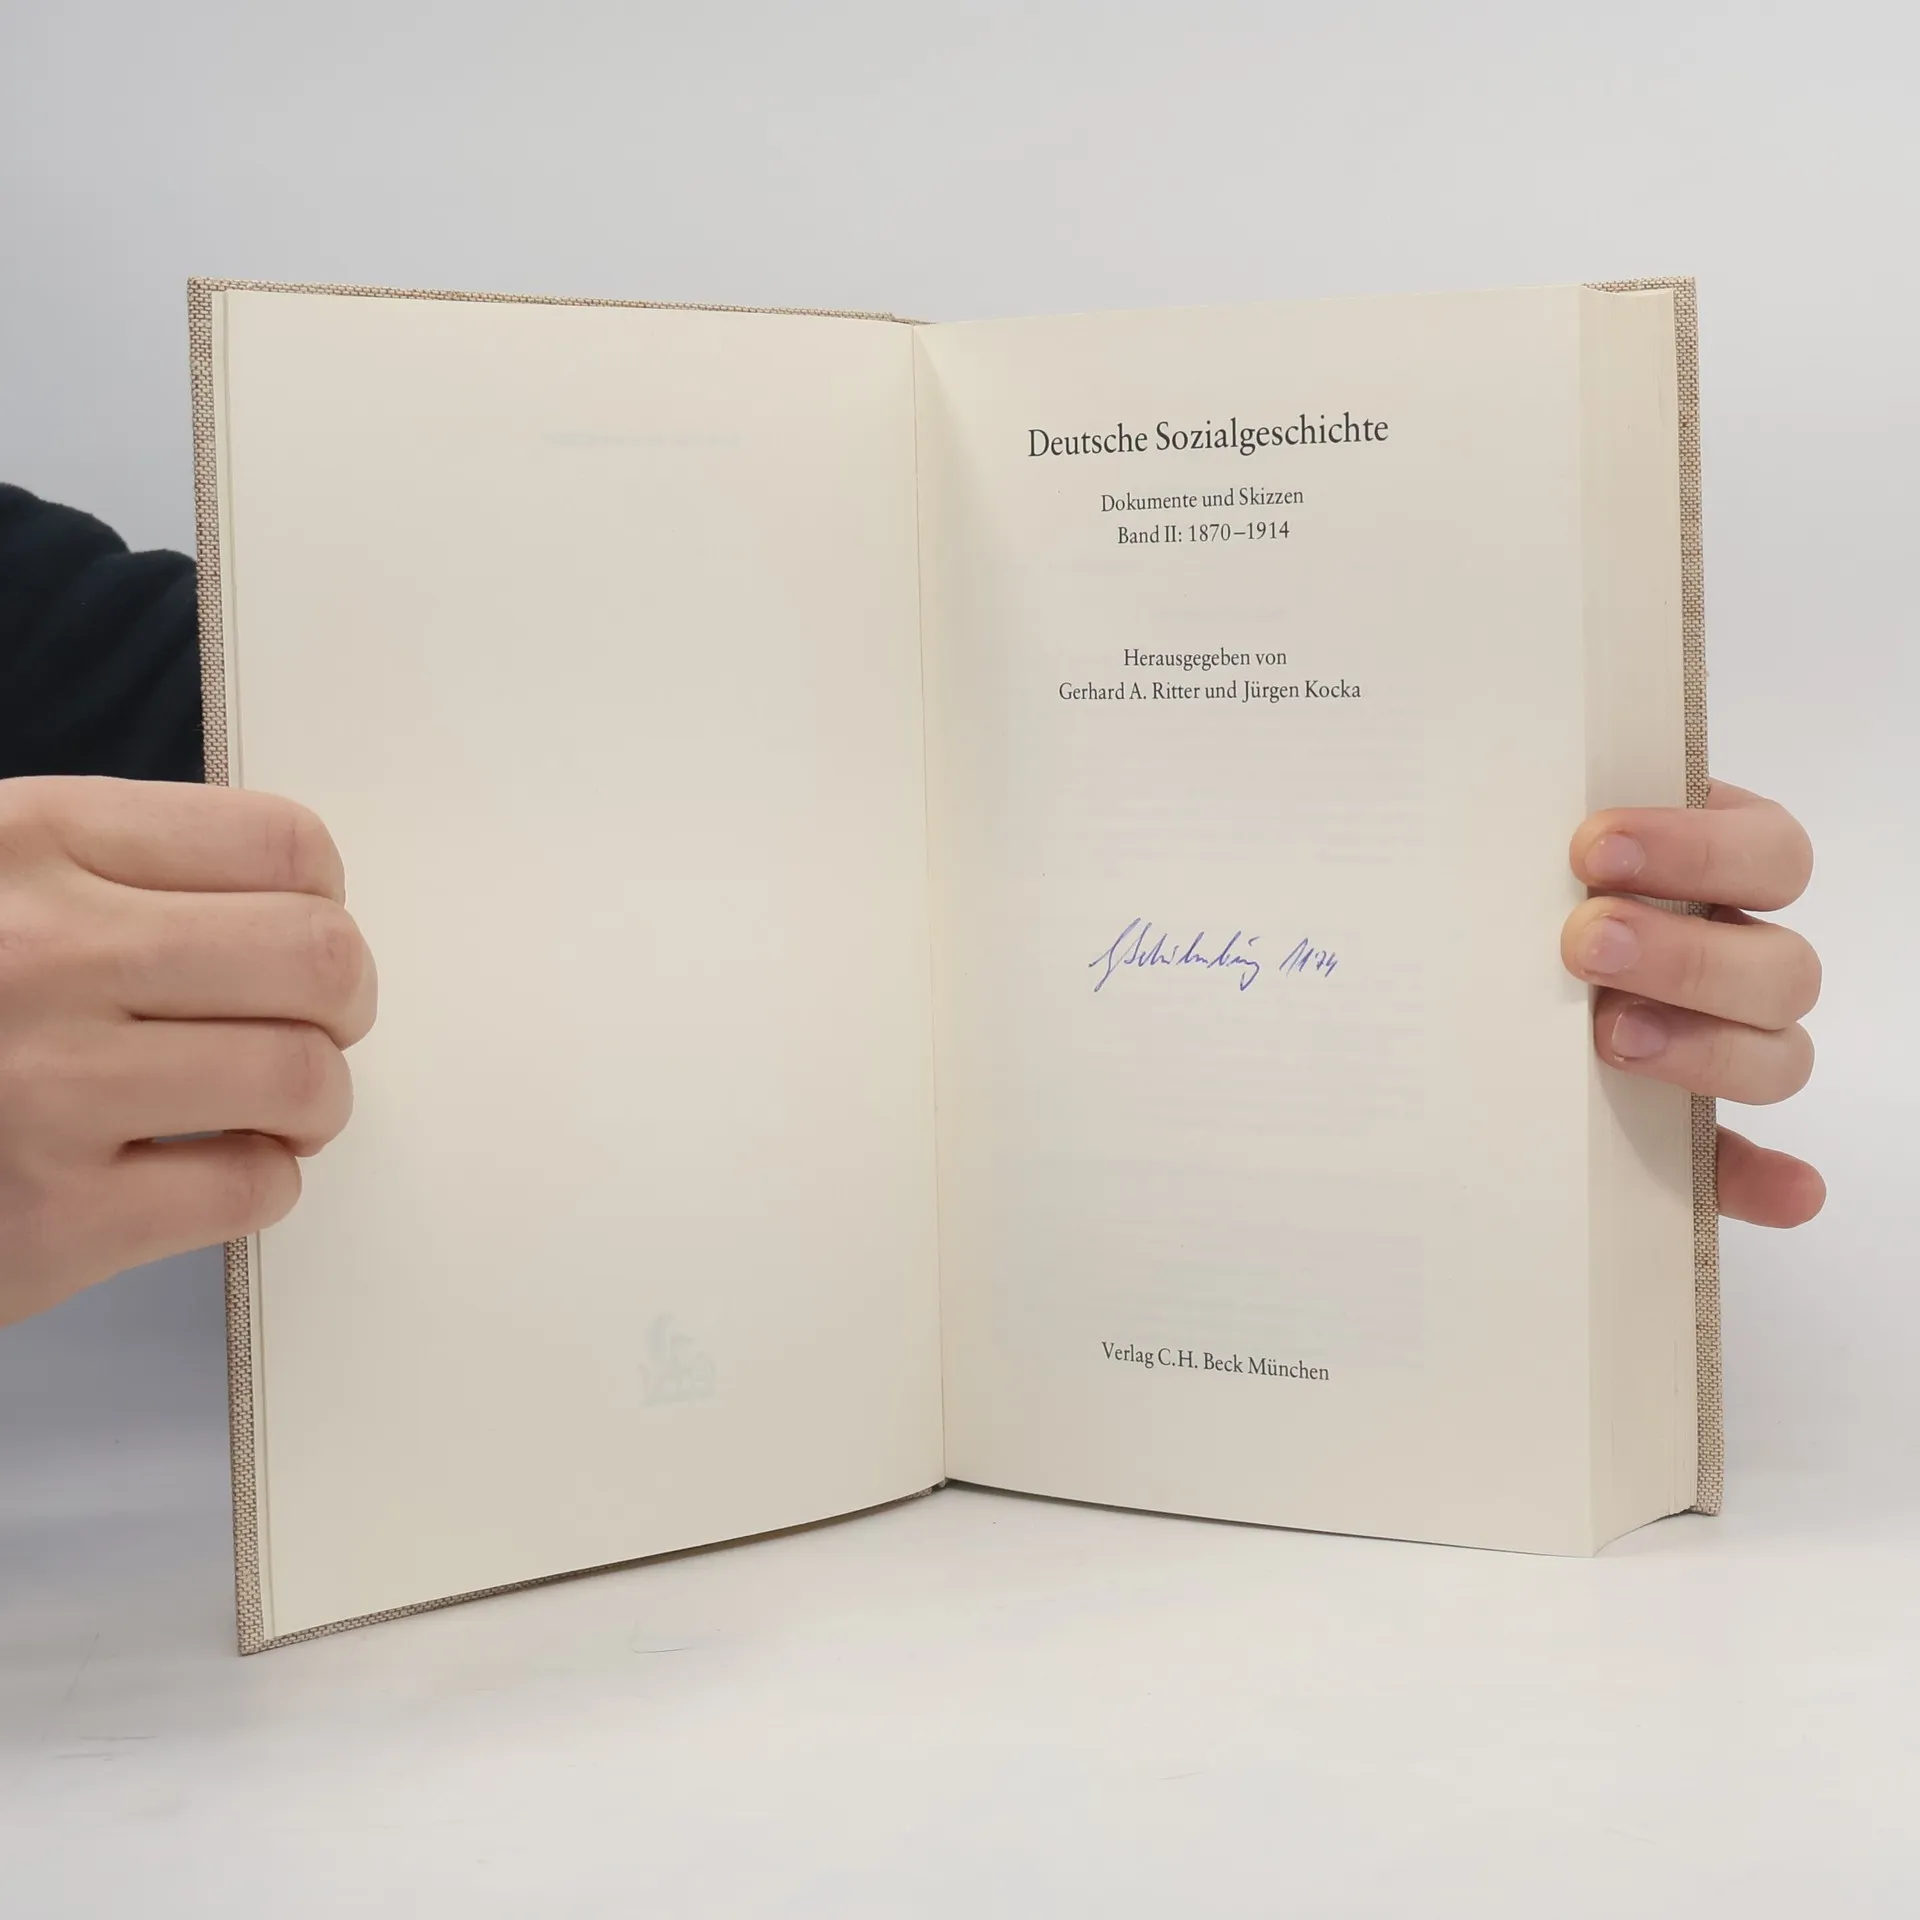 Deutsche Sozialgeschichte
Dokumente und Skizzen
Band II: 1870–1914
Herausgegeben von
Gerhard A. Ritter und Jürgen Kocka
Verlag C.H. Beck München